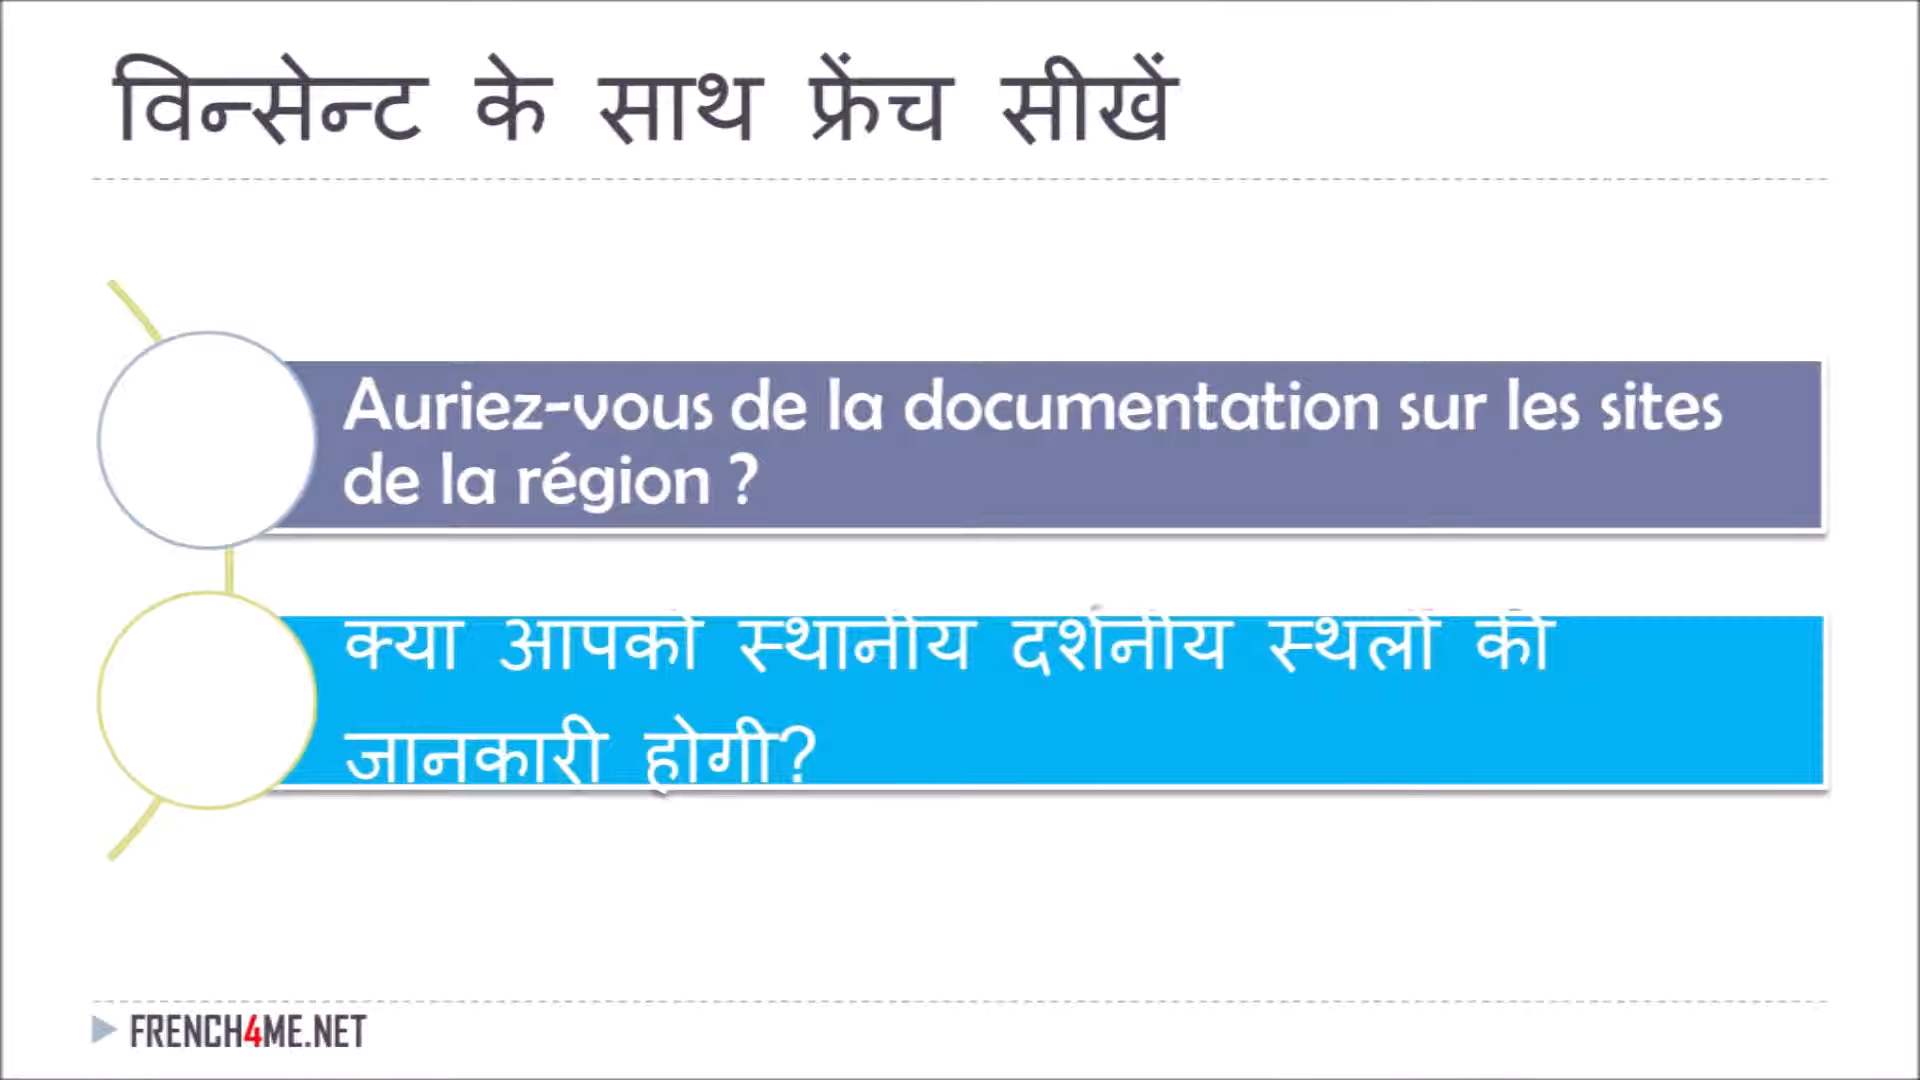 विन्सेन्ट के साथ फ्रेंच सीखें
Auriez-vous de la documentation sur les sites
de la région ?
क्या आपको स्थानीय दर्शनीय स्थलों की
जानकारी होगी?
FRENCH4ME.NET